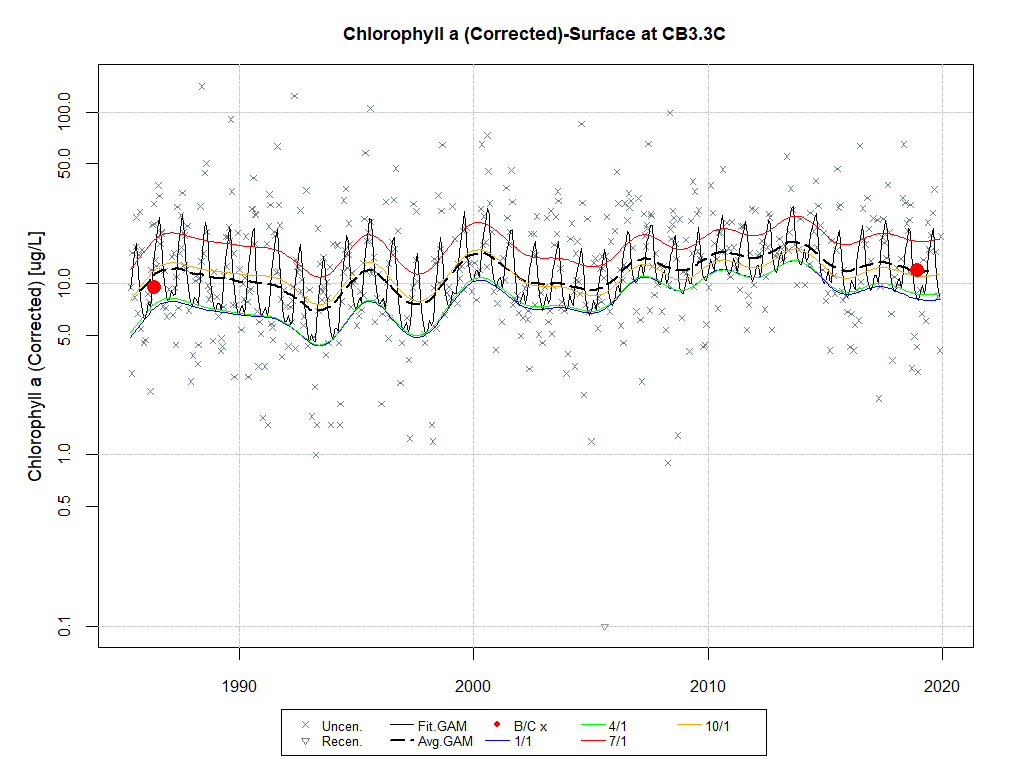 Chlorophyll a (Corrected)-Surface at CB3.3C
Chlorophyll a (Corrected) [ug/L]
100.0
50.0
10.0
5.0
1.0
0.5
0.1
1990 2000 2010 2020
Uncen. Fit.GAM B/C x 4/1 10/1
Recen. Avg.GAM 1/1 7/1